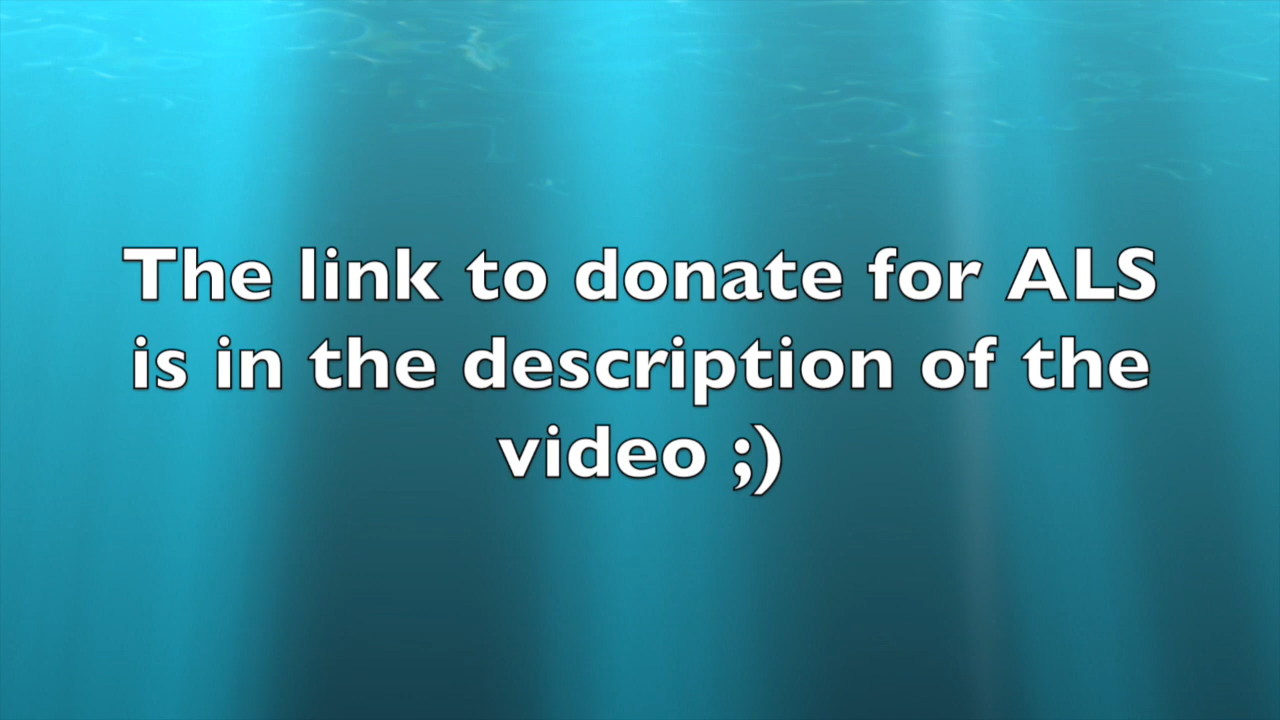 The link to donate for ALS
is in the description of the
video ;)